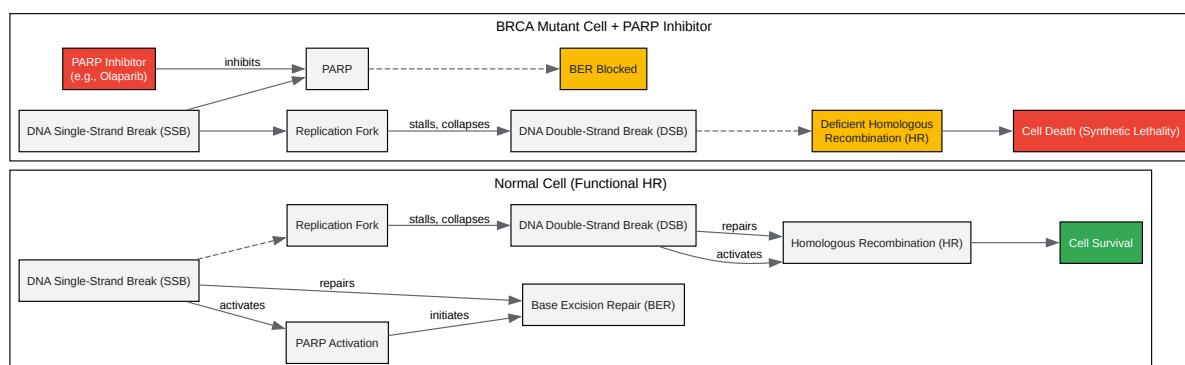 BRCA Mutant Cell + PARP Inhibitor
PARP Inhibitor
(e.g., Olaparib)
inhibits
PARP
BER Blocked
DNA Single-Strand Break (SSB)
Replication Fork
stalls, collapses
DNA Double-Strand Break (DSB)
Deficient Homologous
Recombination (HR)
Cell Death (Synthetic Lethality)
Normal Cell (Functional HR)
Replication Fork
stalls, collapses
DNA Double-Strand Break (DSB)
repairs
activates
Homologous Recombination (HR)
Cell Survival
DNA Single-Strand Break (SSB)
repairs
activates
PARP Activation
initiates
Base Excision Repair (BER)